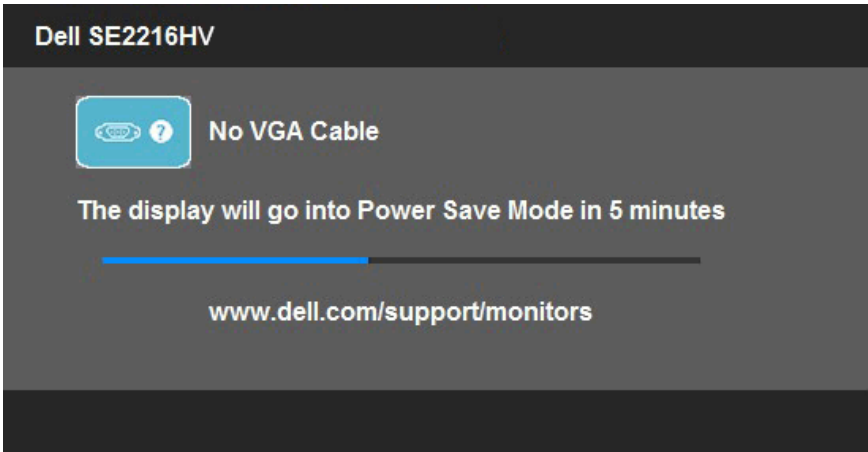 Dell SE2216HV
? No VGA Cable
The display will go into Power Save Mode in 5 minutes
www.dell.com/support/monitors